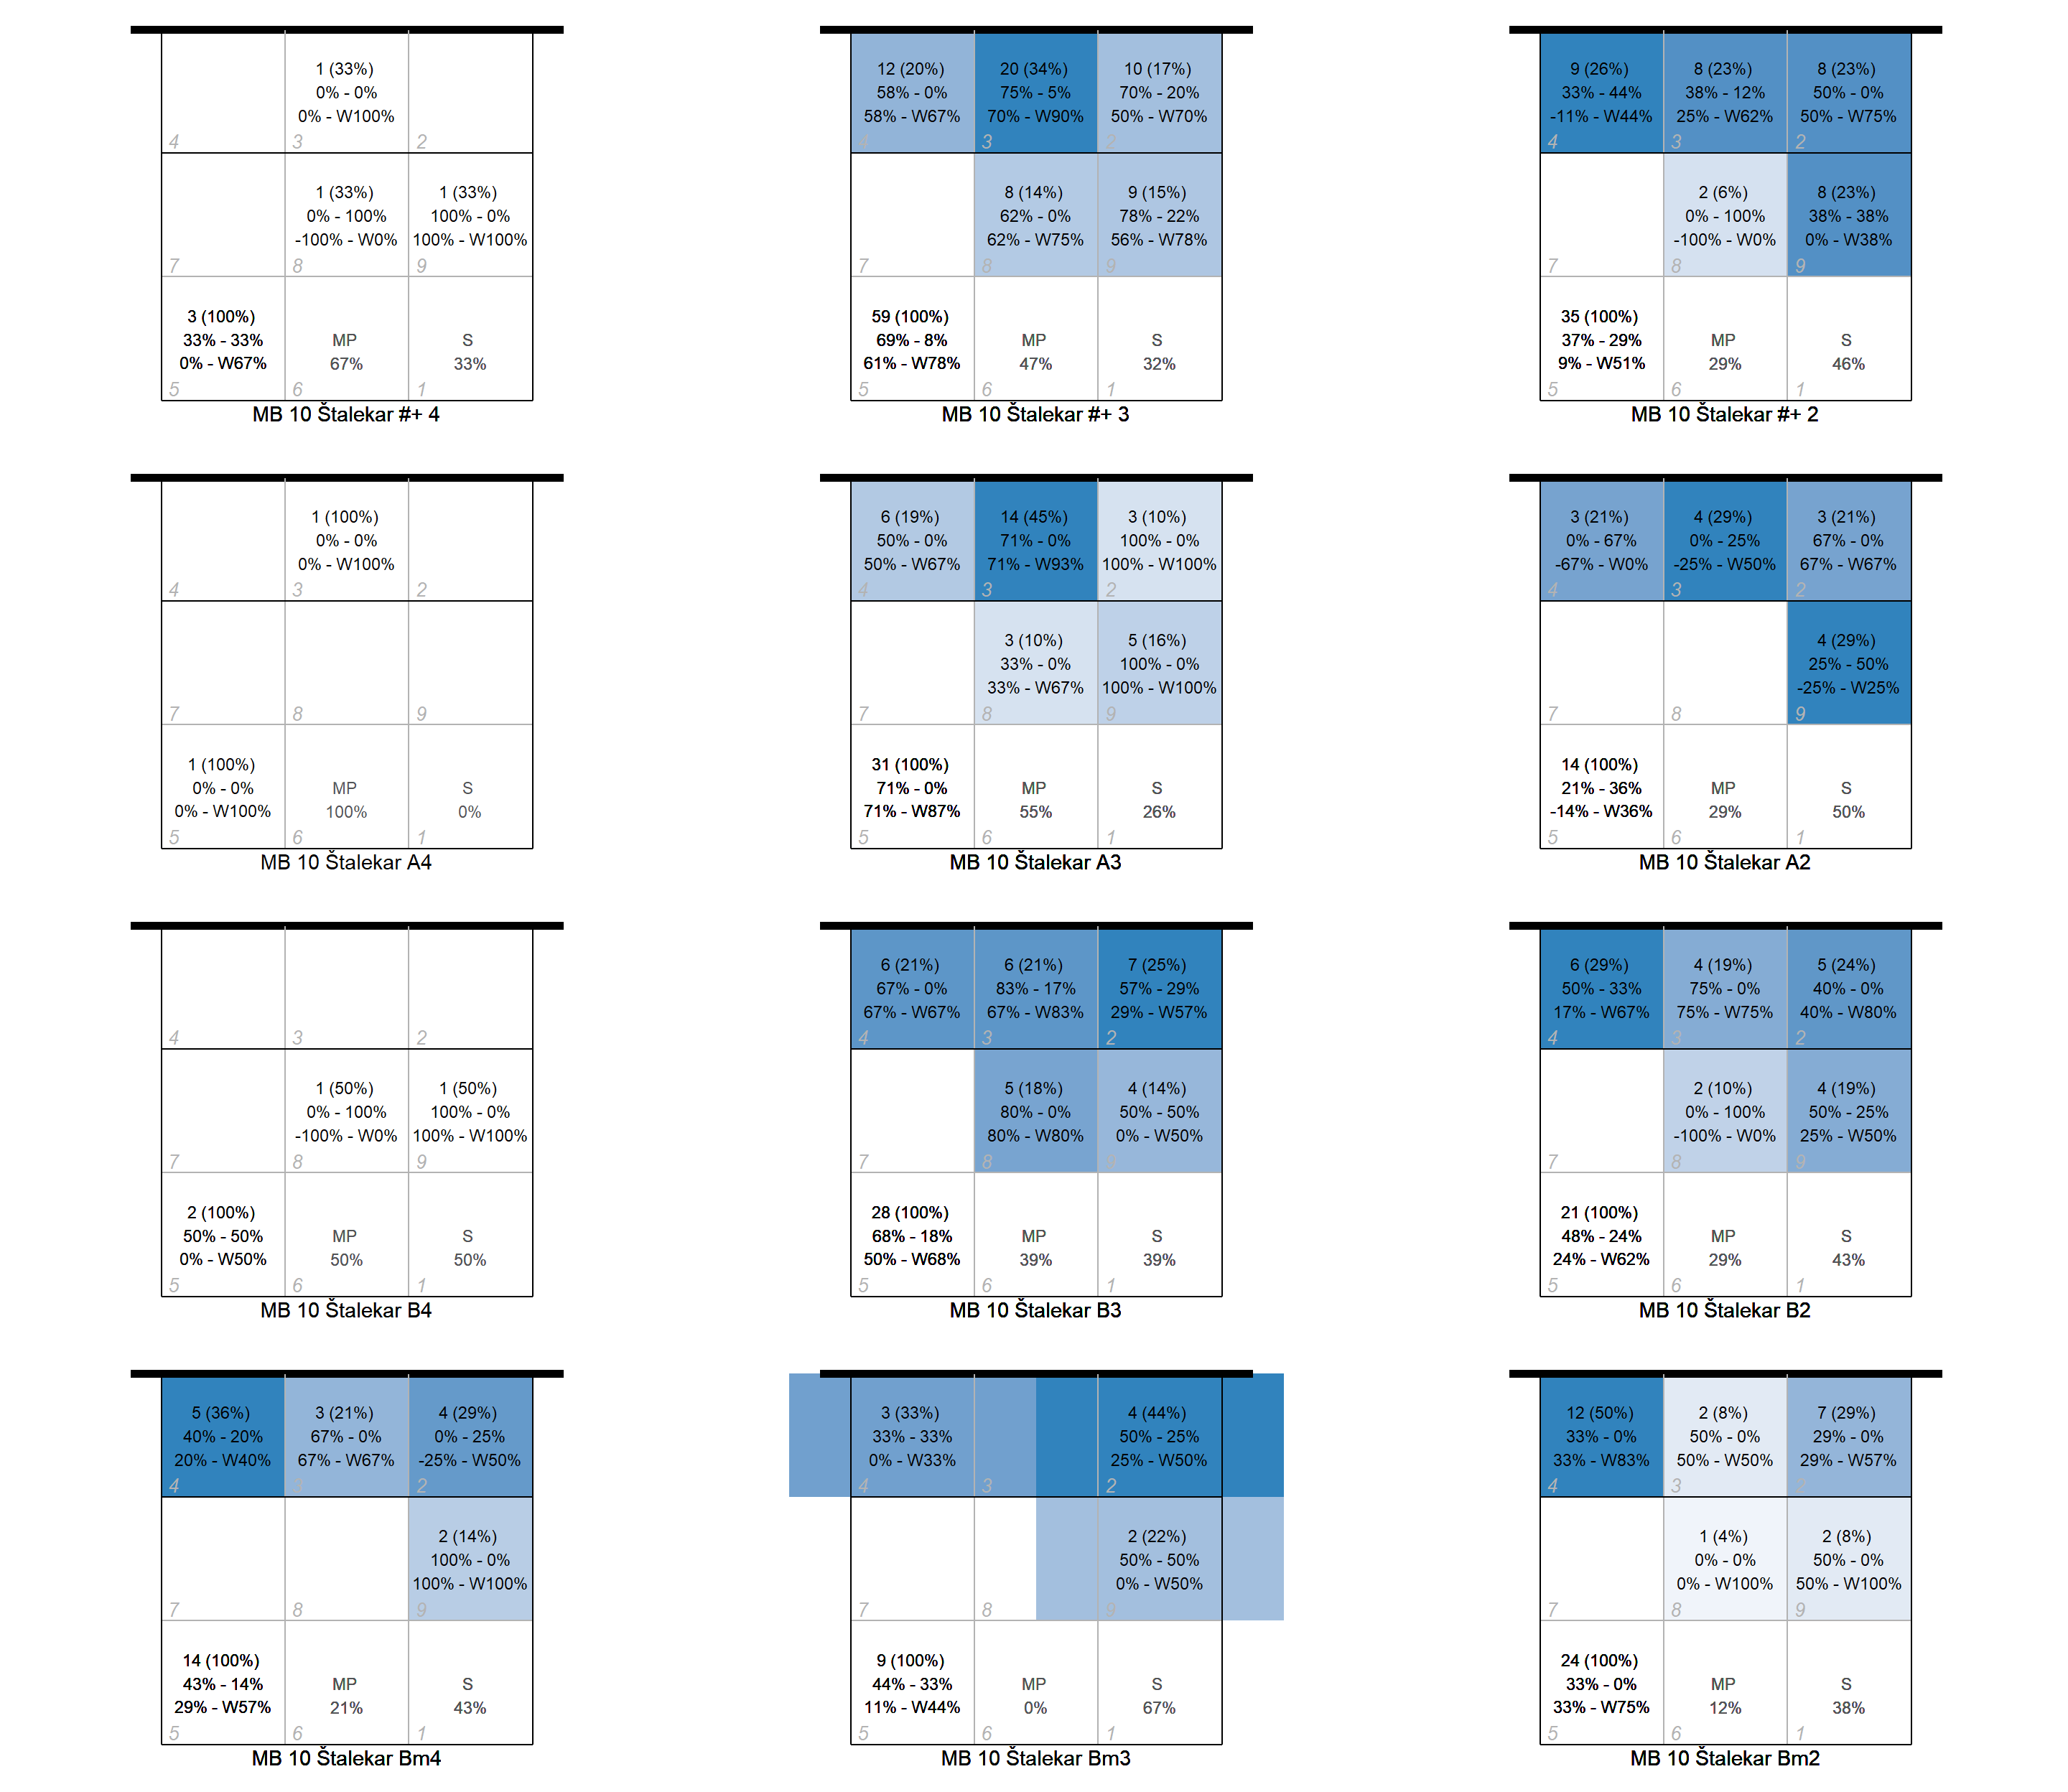 1 (33%)
0% - 0%
0% - W100%
4 3 2
1 (33%) 1 (33%)
0% - 100% 100% - 0%
-100% - W0% 100% - W100%
7 8 9
3 (100%)
33% - 33% MP S
0% - W67% 67% 33%
5 6 1
MB 10 Štalekar #+ 4
12 (20%) 20 (34%) 10 (17%)
58% - 0% 75% - 5% 70% - 20%
58% - W67% 70% - W90% 50% - W70%
4 3 2
8 (14%) 9 (15%)
62% - 0% 78% - 22%
62% - W75% 56% - W78%
7 8 9
59 (100%)
69% - 8% MP S
61% - W78% 47% 32%
5 6 1
MB 10 Štalekar #+ 3
9 (26%) 8 (23%) 8 (23%)
33% - 44% 38% - 12% 50% - 0%
-11% - W44% 25% - W62% 50% - W75%
4 3 2
2 (6%) 8 (23%)
0% - 100% 38% - 38%
-100% - W0% 0% - W38%
7 8 9
35 (100%)
37% - 29% MP S
9% - W51% 29% 46%
5 6 1
MB 10 Štalekar #+ 2
1 (100%)
0% - 0%
0% - W100%
4 3 2
7 8 9
1 (100%)
0% - 0% MP S
0% - W100% 100% 0%
5 6 1
MB 10 Štalekar A4
6 (19%) 14 (45%) 3 (10%)
50% - 0% 71% - 0% 100% - 0%
50% - W67% 71% - W93% 100% - W100%
4 3 2
3 (10%) 5 (16%)
33% - 0% 100% - 0%
33% - W67% 100% - W100%
7 8 9
31 (100%)
71% - 0% MP S
71% - W87% 55% 26%
5 6 1
MB 10 Štalekar A3
3 (21%) 4 (29%) 3 (21%)
0% - 67% 0% - 25% 67% - 0%
-67% - W0% -25% - W50% 67% - W67%
4 3 2
4 (29%)
25% - 50%
-25% - W25%
7 8 9
14 (100%)
21% - 36% MP S
-14% - W36% 29% 50%
5 6 1
MB 10 Štalekar A2
4 3 2
1 (50%) 1 (50%)
0% - 100% 100% - 0%
-100% - W0% 100% - W100%
7 8 9
2 (100%)
50% - 50% MP S
0% - W50% 50% 50%
5 6 1
MB 10 Štalekar B4
6 (21%) 6 (21%) 7 (25%)
67% - 0% 83% - 17% 57% - 29%
67% - W67% 67% - W83% 29% - W57%
4 3 2
5 (18%) 4 (14%)
80% - 0% 50% - 50%
80% - W80% 0% - W50%
7 8 9
28 (100%)
68% - 18% MP S
50% - W68% 39% 39%
5 6 1
MB 10 Štalekar B3
6 (29%) 4 (19%) 5 (24%)
50% - 33% 75% - 0% 40% - 0%
17% - W67% 75% - W75% 40% - W80%
4 3 2
2 (10%) 4 (19%)
0% - 100% 50% - 25%
-100% - W0% 25% - W50%
7 8 9
21 (100%)
48% - 24% MP S
24% - W62% 29% 43%
5 6 1
MB 10 Štalekar B2
5 (36%) 3 (21%) 4 (29%)
40% - 20% 67% - 0% 0% - 25%
20% - W40% 67% - W67% -25% - W50%
4 3 2
2 (14%)
100% - 0%
100% - W100%
7 8 9
14 (100%)
43% - 14% MP S
29% - W57% 21% 43%
5 6 1
MB 10 Štalekar Bm4
3 (33%) 4 (44%)
33% - 33% 50% - 25%
0% - W33% 25% - W50%
4 3 2
2 (22%)
50% - 50%
0% - W50%
7 8 9
9 (100%)
44% - 33% MP S
11% - W44% 0% 67%
5 6 1
MB 10 Štalekar Bm3
12 (50%) 2 (8%) 7 (29%)
33% - 0% 50% - 0% 29% - 0%
33% - W83% 50% - W50% 29% - W57%
4 3 2
1 (4%) 2 (8%)
0% - 0% 50% - 0%
0% - W100% 50% - W100%
7 8 9
24 (100%)
33% - 0% MP S
33% - W75% 12% 38%
5 6 1
MB 10 Štalekar Bm2